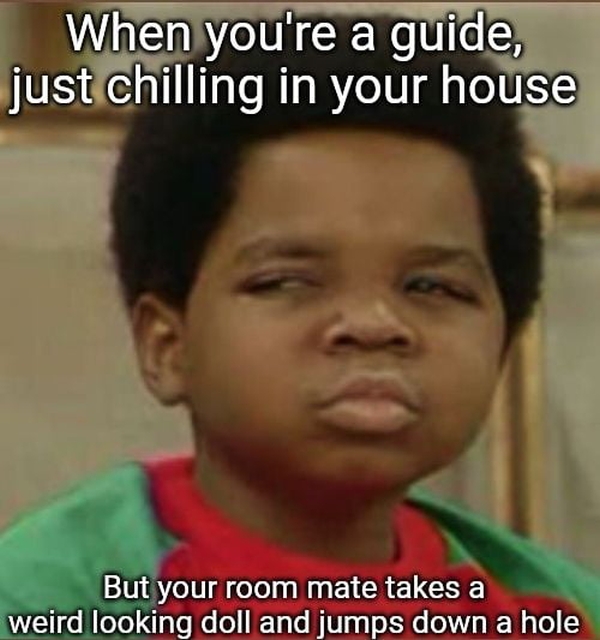 When you're a guide,
just chilling in your house
But your room mate takes a
weird looking doll and jumps down a hole